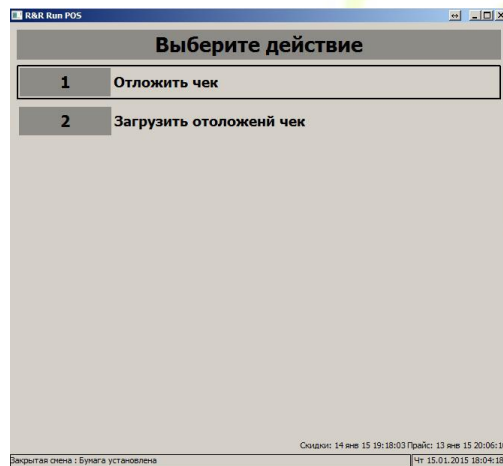 R&R Run POS
Выберите действие
1 Отложить чек
2 Загрузить отоложенй чек
Скидки: 14 янв 15 19:18:03 Прайс: 13 янв 15 20:06:1
Закрытая смена : Бумага установлена Чт 15.01.2015 18:04:18